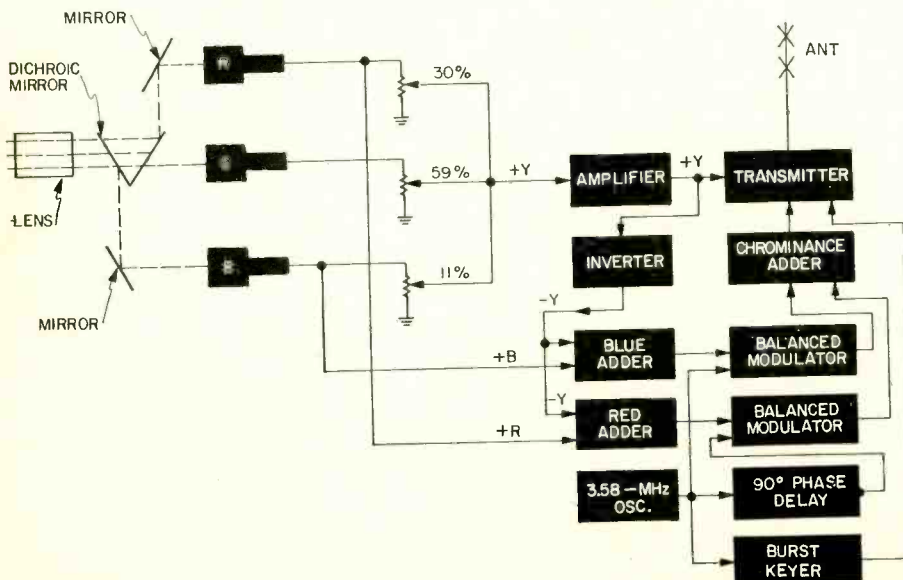 MIRROR
DICHROIC
MIRROR
LENS
MIRROR
R
G
B
30%
59%
11%
+Y
AMPLIFIER
+Y
TRANSMITTER
ANT
INVERTER
CHROMINANCE
ADDER
-Y
+B
BLUE
ADDER
BALANCED
MODULATOR
-Y
+R
RED
ADDER
BALANCED
MODULATOR
3.58-MHz
OSC.
90° PHASE
DELAY
BURST
KEYER